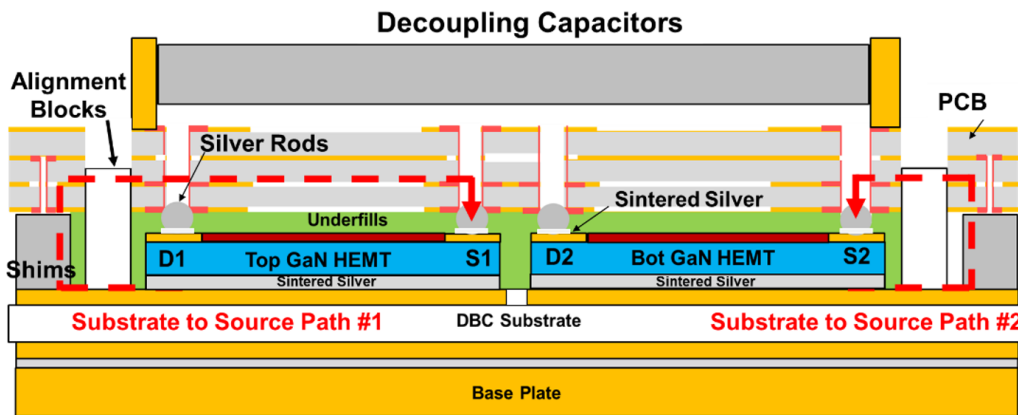 Decoupling Capacitors
Alignment
Blocks
PCB
Silver Rods
Sintered Silver
Underfills
Shims
D1
Top GaN HEMT
S1
D2
Bot GaN HEMT
S2
Sintered Silver
Sintered Silver
Substrate to Source Path #1
DBC Substrate
Substrate to Source Path #2
Base Plate